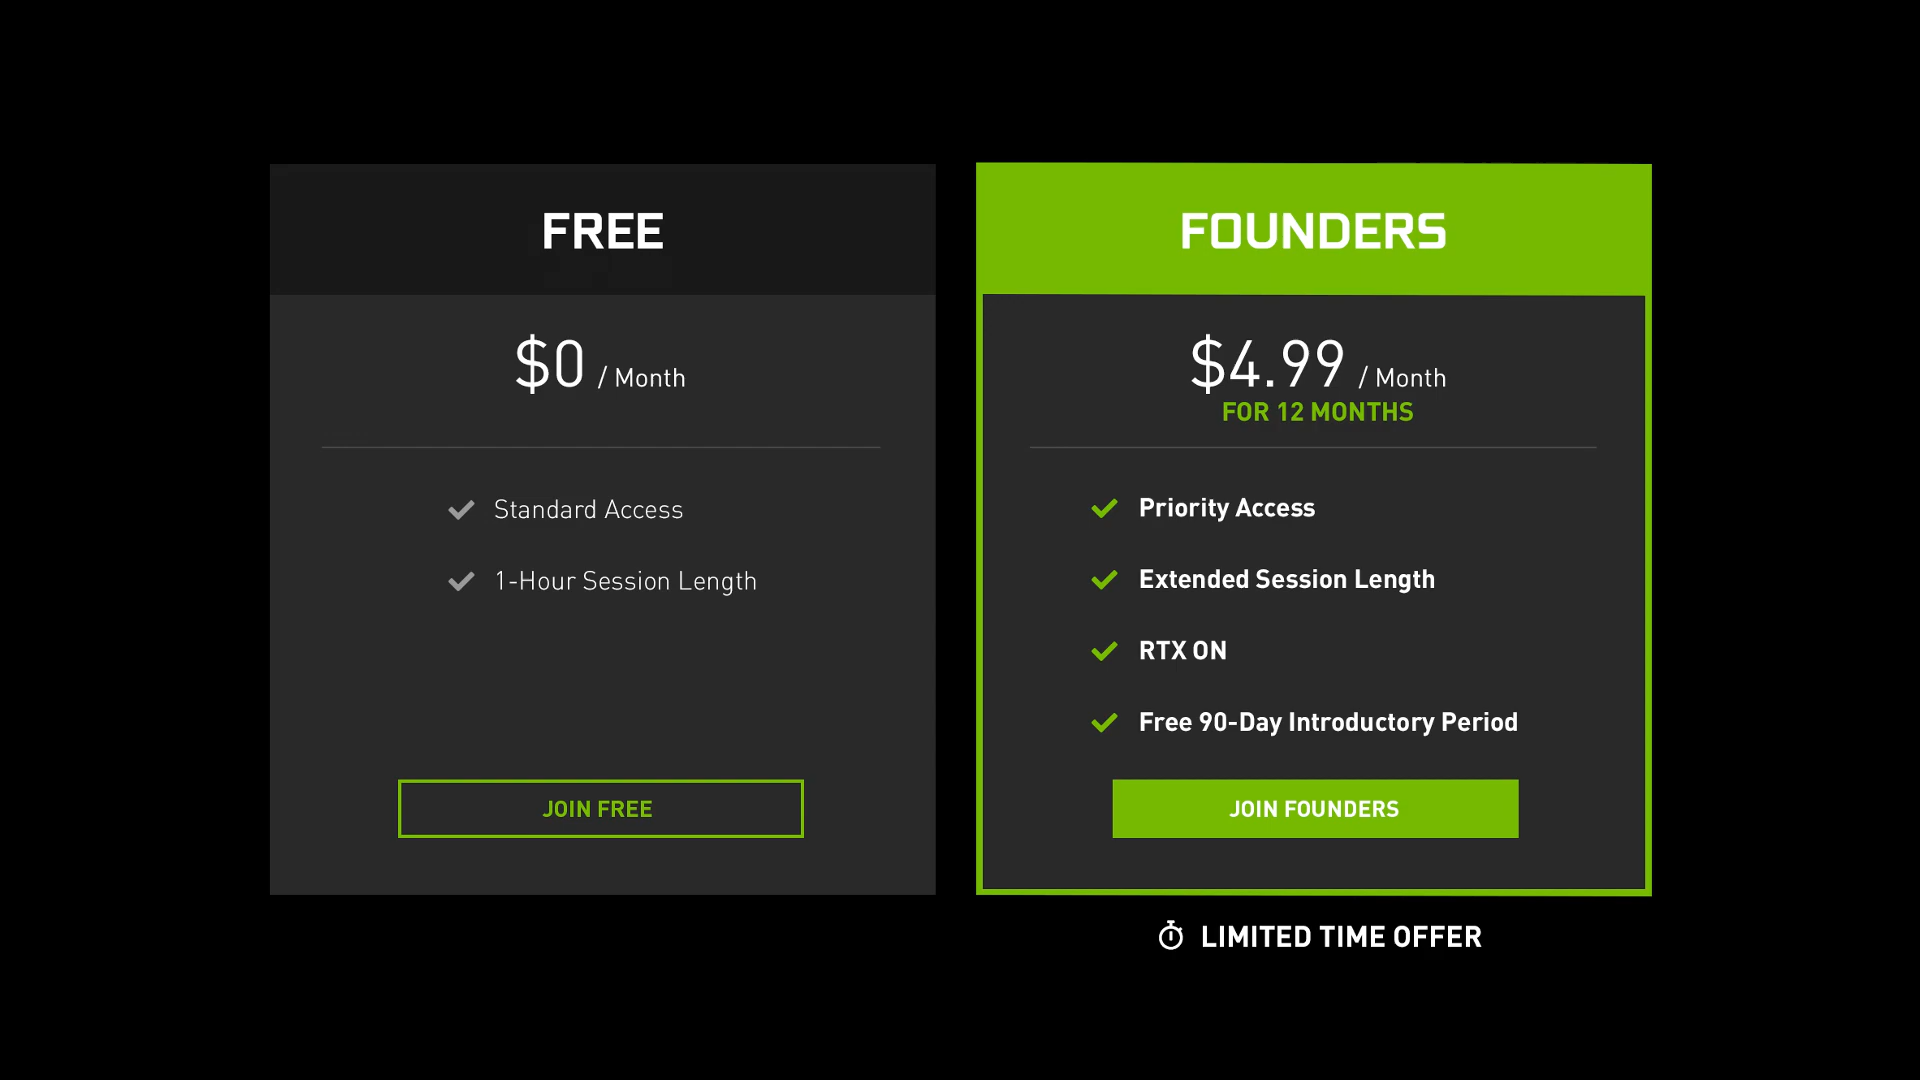 FREE
$0 / Month
Standard Access
1-Hour Session Length
JOIN FREE
FOUNDERS
$4.99 / Month
FOR 12 MONTHS
Priority Access
Extended Session Length
RTX ON
Free 90-Day Introductory Period
JOIN FOUNDERS
LIMITED TIME OFFER